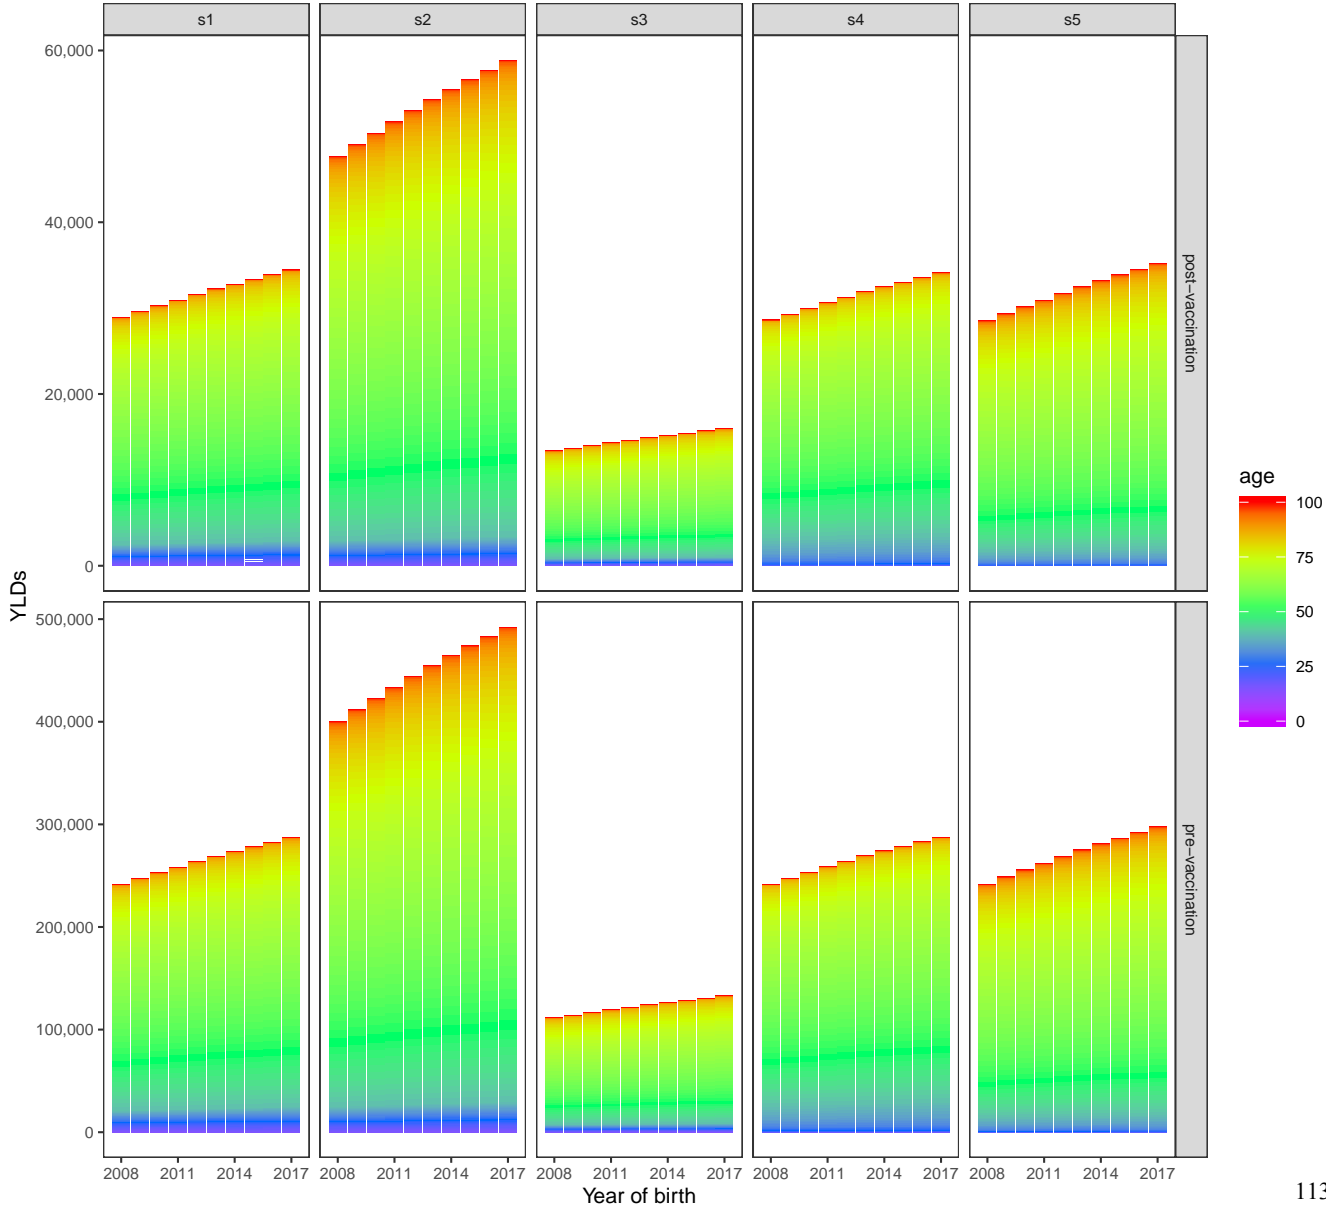 s1 s2 s3 s4 s5
60,000
40,000
20,000
0
post−vaccination
500,000
400,000
300,000
200,000
100,000
0
pre−vaccination
YLDs
2008 2011 2014 2017 2008 2011 2014 2017 2008 2011 2014 2017 2008 2011 2014 2017 2008 2011 2014 2017
Year of birth
age
100
75
50
25
0
113